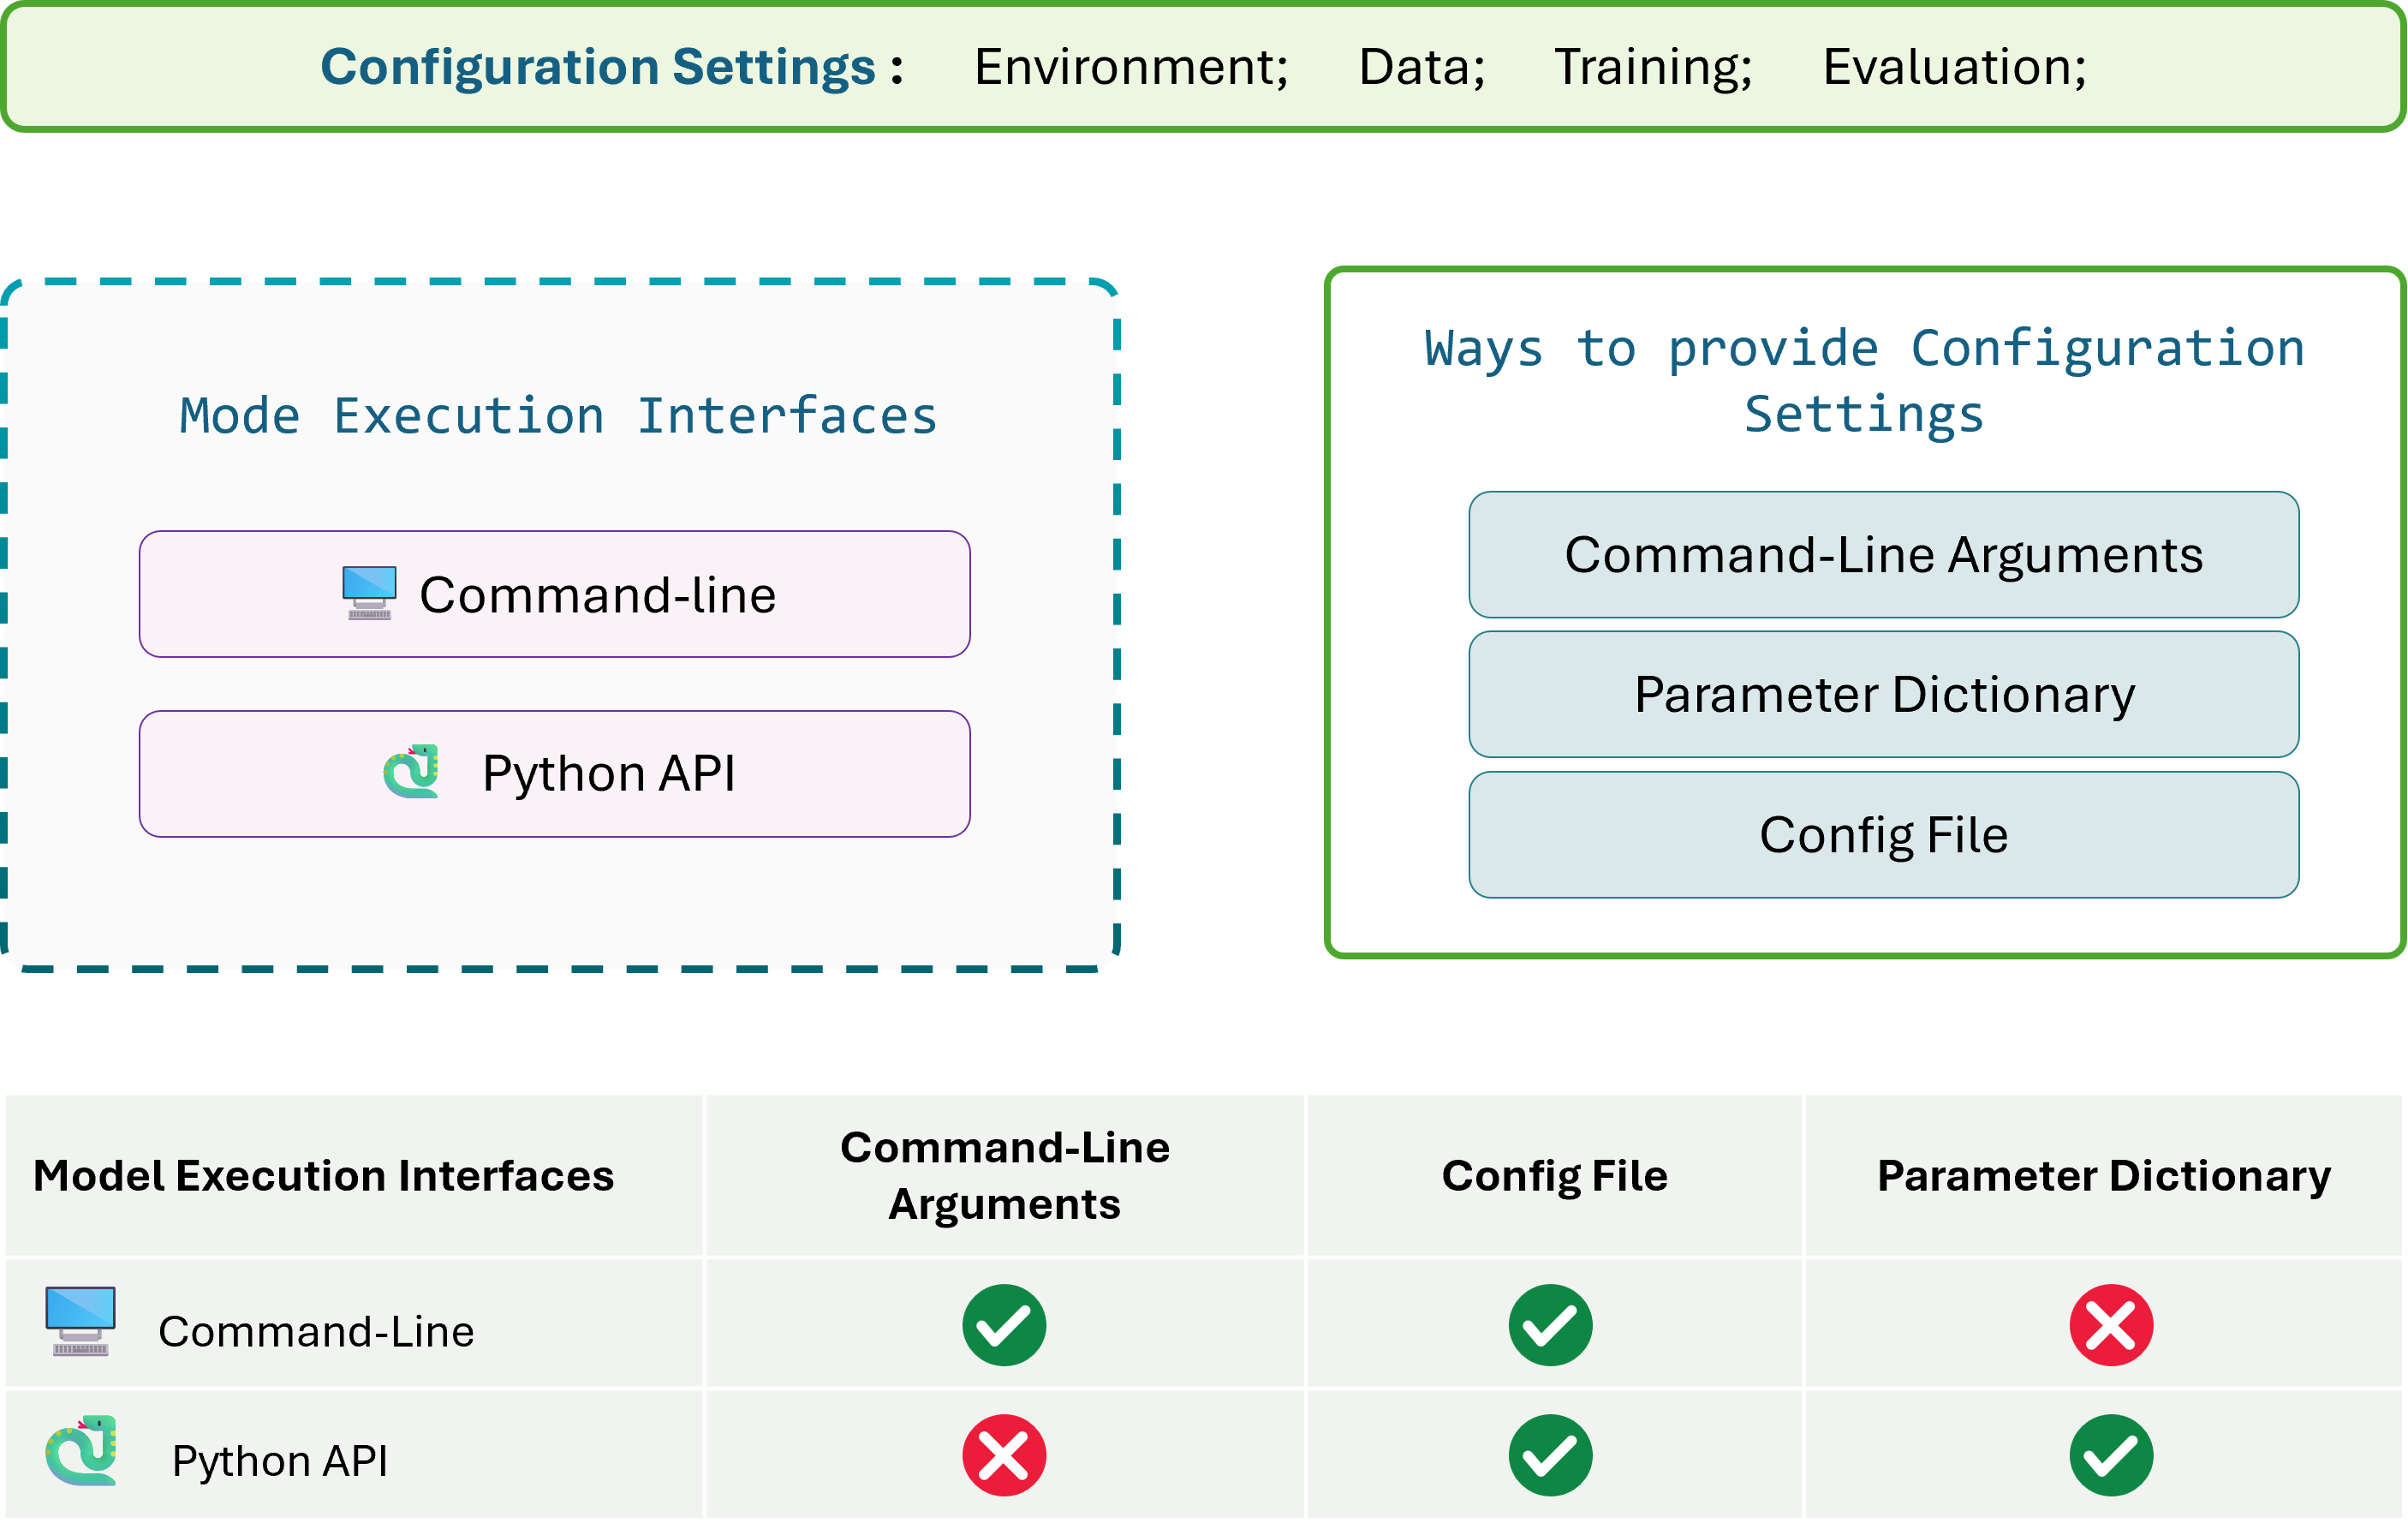 Configuration Settings : Environment; Data; Training; Evaluation;
Mode Execution Interfaces
Command-line
Python API
Ways to provide Configuration
Settings
Command-Line Arguments
Parameter Dictionary
Config File
Model Execution Interfaces
Command-Line
Arguments
Config File
Parameter Dictionary
Command-Line
Python API